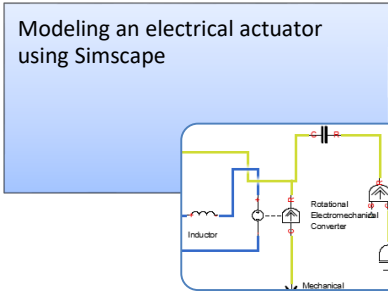 Modeling an electrical actuator
using Simscape
C R
+
R
C
R
Rotational
Electromechanical
Converter
Inductor
Mechanical